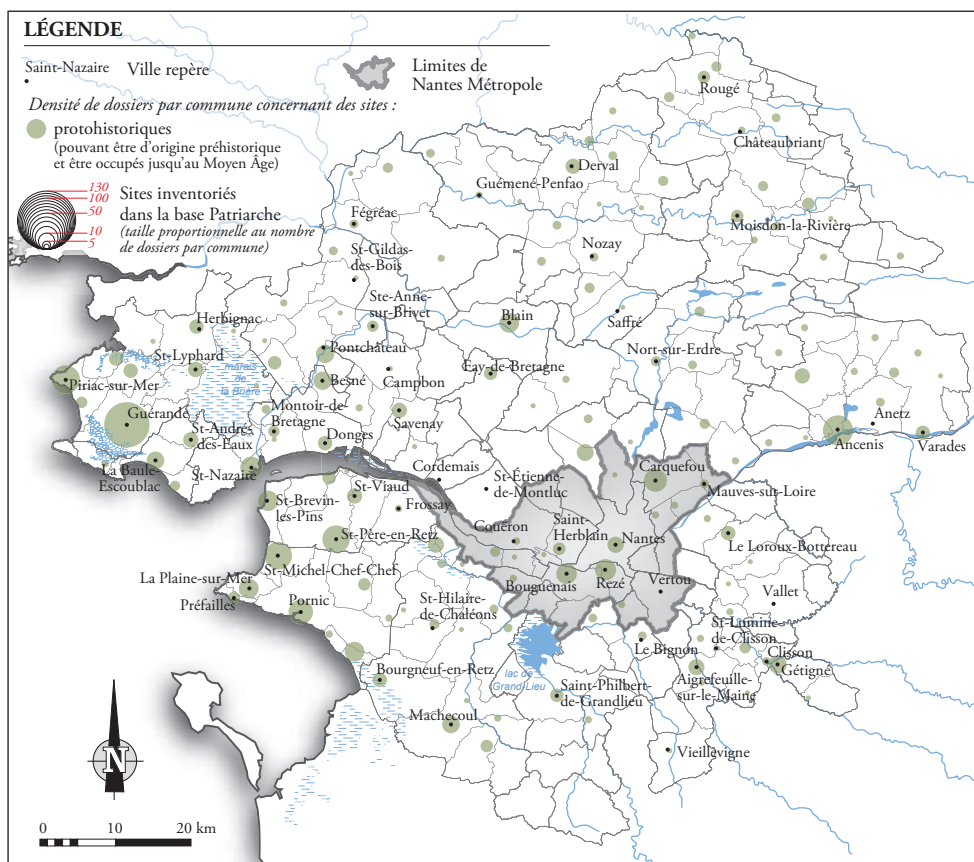 LÉGENDE
Saint-Nazaire
Ville repère
Limites de
Nantes Métropole
Densité de dossiers par commune concernant des sites :
protohistoriques
(pouvant être d'origine préhistorique
et être occupés jusqu'au Moyen Âge)
130
100
50
10
5
Sites inventoriés
dans la base Patriarche
(taille proportionnelle au nombre
de dossiers par commune)
Rougé
Châteaubriant
Derval
Guémené-Penfao
Moisdon-la-Rivière
Fégréac
St-Gildas-
des-Bois
Nozay
Ste-Anne-
sur-Brivet
Herbignac
Blain
Saffré
Pontchâteau
Nort-sur-Erdre
St-Lyphard
marais
de
la Brière
Besné
Campbon
Fay-de-Bretagne
Piriac-sur-Mer
Guérande
Montoir-de-
Bretagne
Savenay
Anetz
St-André-
des-Eaux
Donges
Ancenis
Varades
La Baule-
Escoublac
St-Nazaire
Cordemais
St-Étienne-
de-Montluc
Carquefou
Mauves-sur-Loire
St-Viaud
Frossay
St-Brevin-
les-Pins
Couëron
Saint-
Herblain
Nantes
St-Père-en-Retz
Le Loroux-Bottereau
St-Michel-Chef-Chef
La Plaine-sur-Mer
Bouguenais
Rezé
Vertou
Préfailles
Pornic
St-Hilaire-
de-Chaléons
Vallet
St-Lumine-
de-Clisson
Le Bignon
Clisson
Gétigné
Bourgneuf-en-Retz
lac de
Grand-Lieu
Aigrefeuille-
sur-le-Maine
Saint-Philbert-
de-Grandlieu
Machecoul
Vieillevigne
N
0 10 20 km